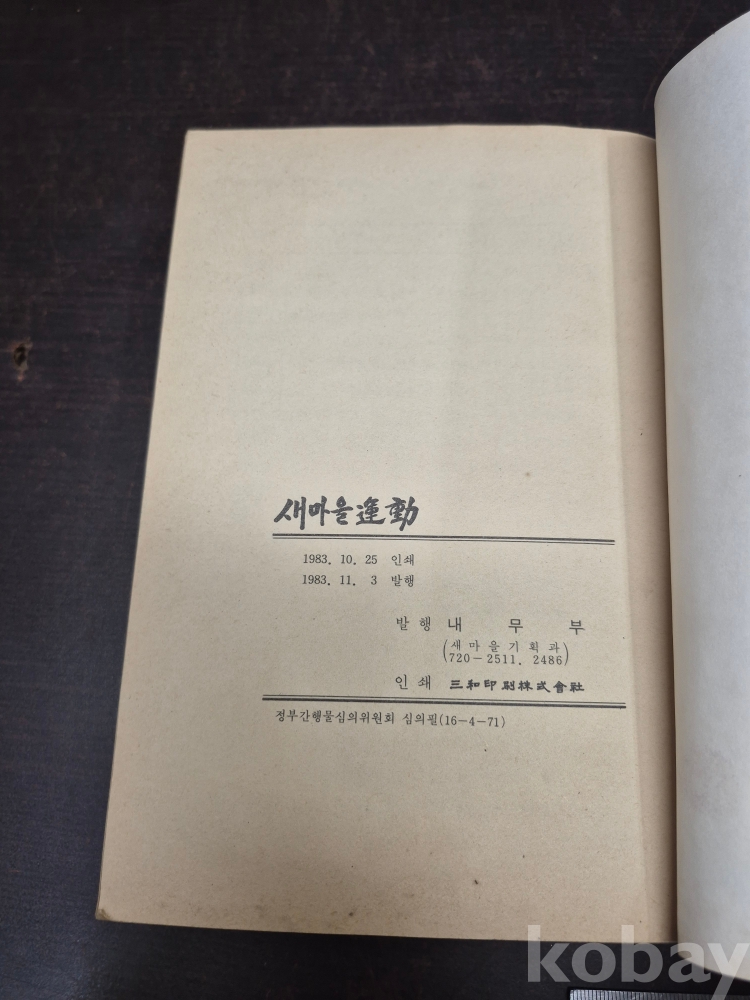 새마을運動
1983. 10. 25 인쇄
1983. 11. 3 발행
발행 내 무 부
(새마을기획과)
(720-2511. 2486)
인쇄 三和印刷株式會社
정부간행물심의위원회 심의필(16-4-71)
kobay